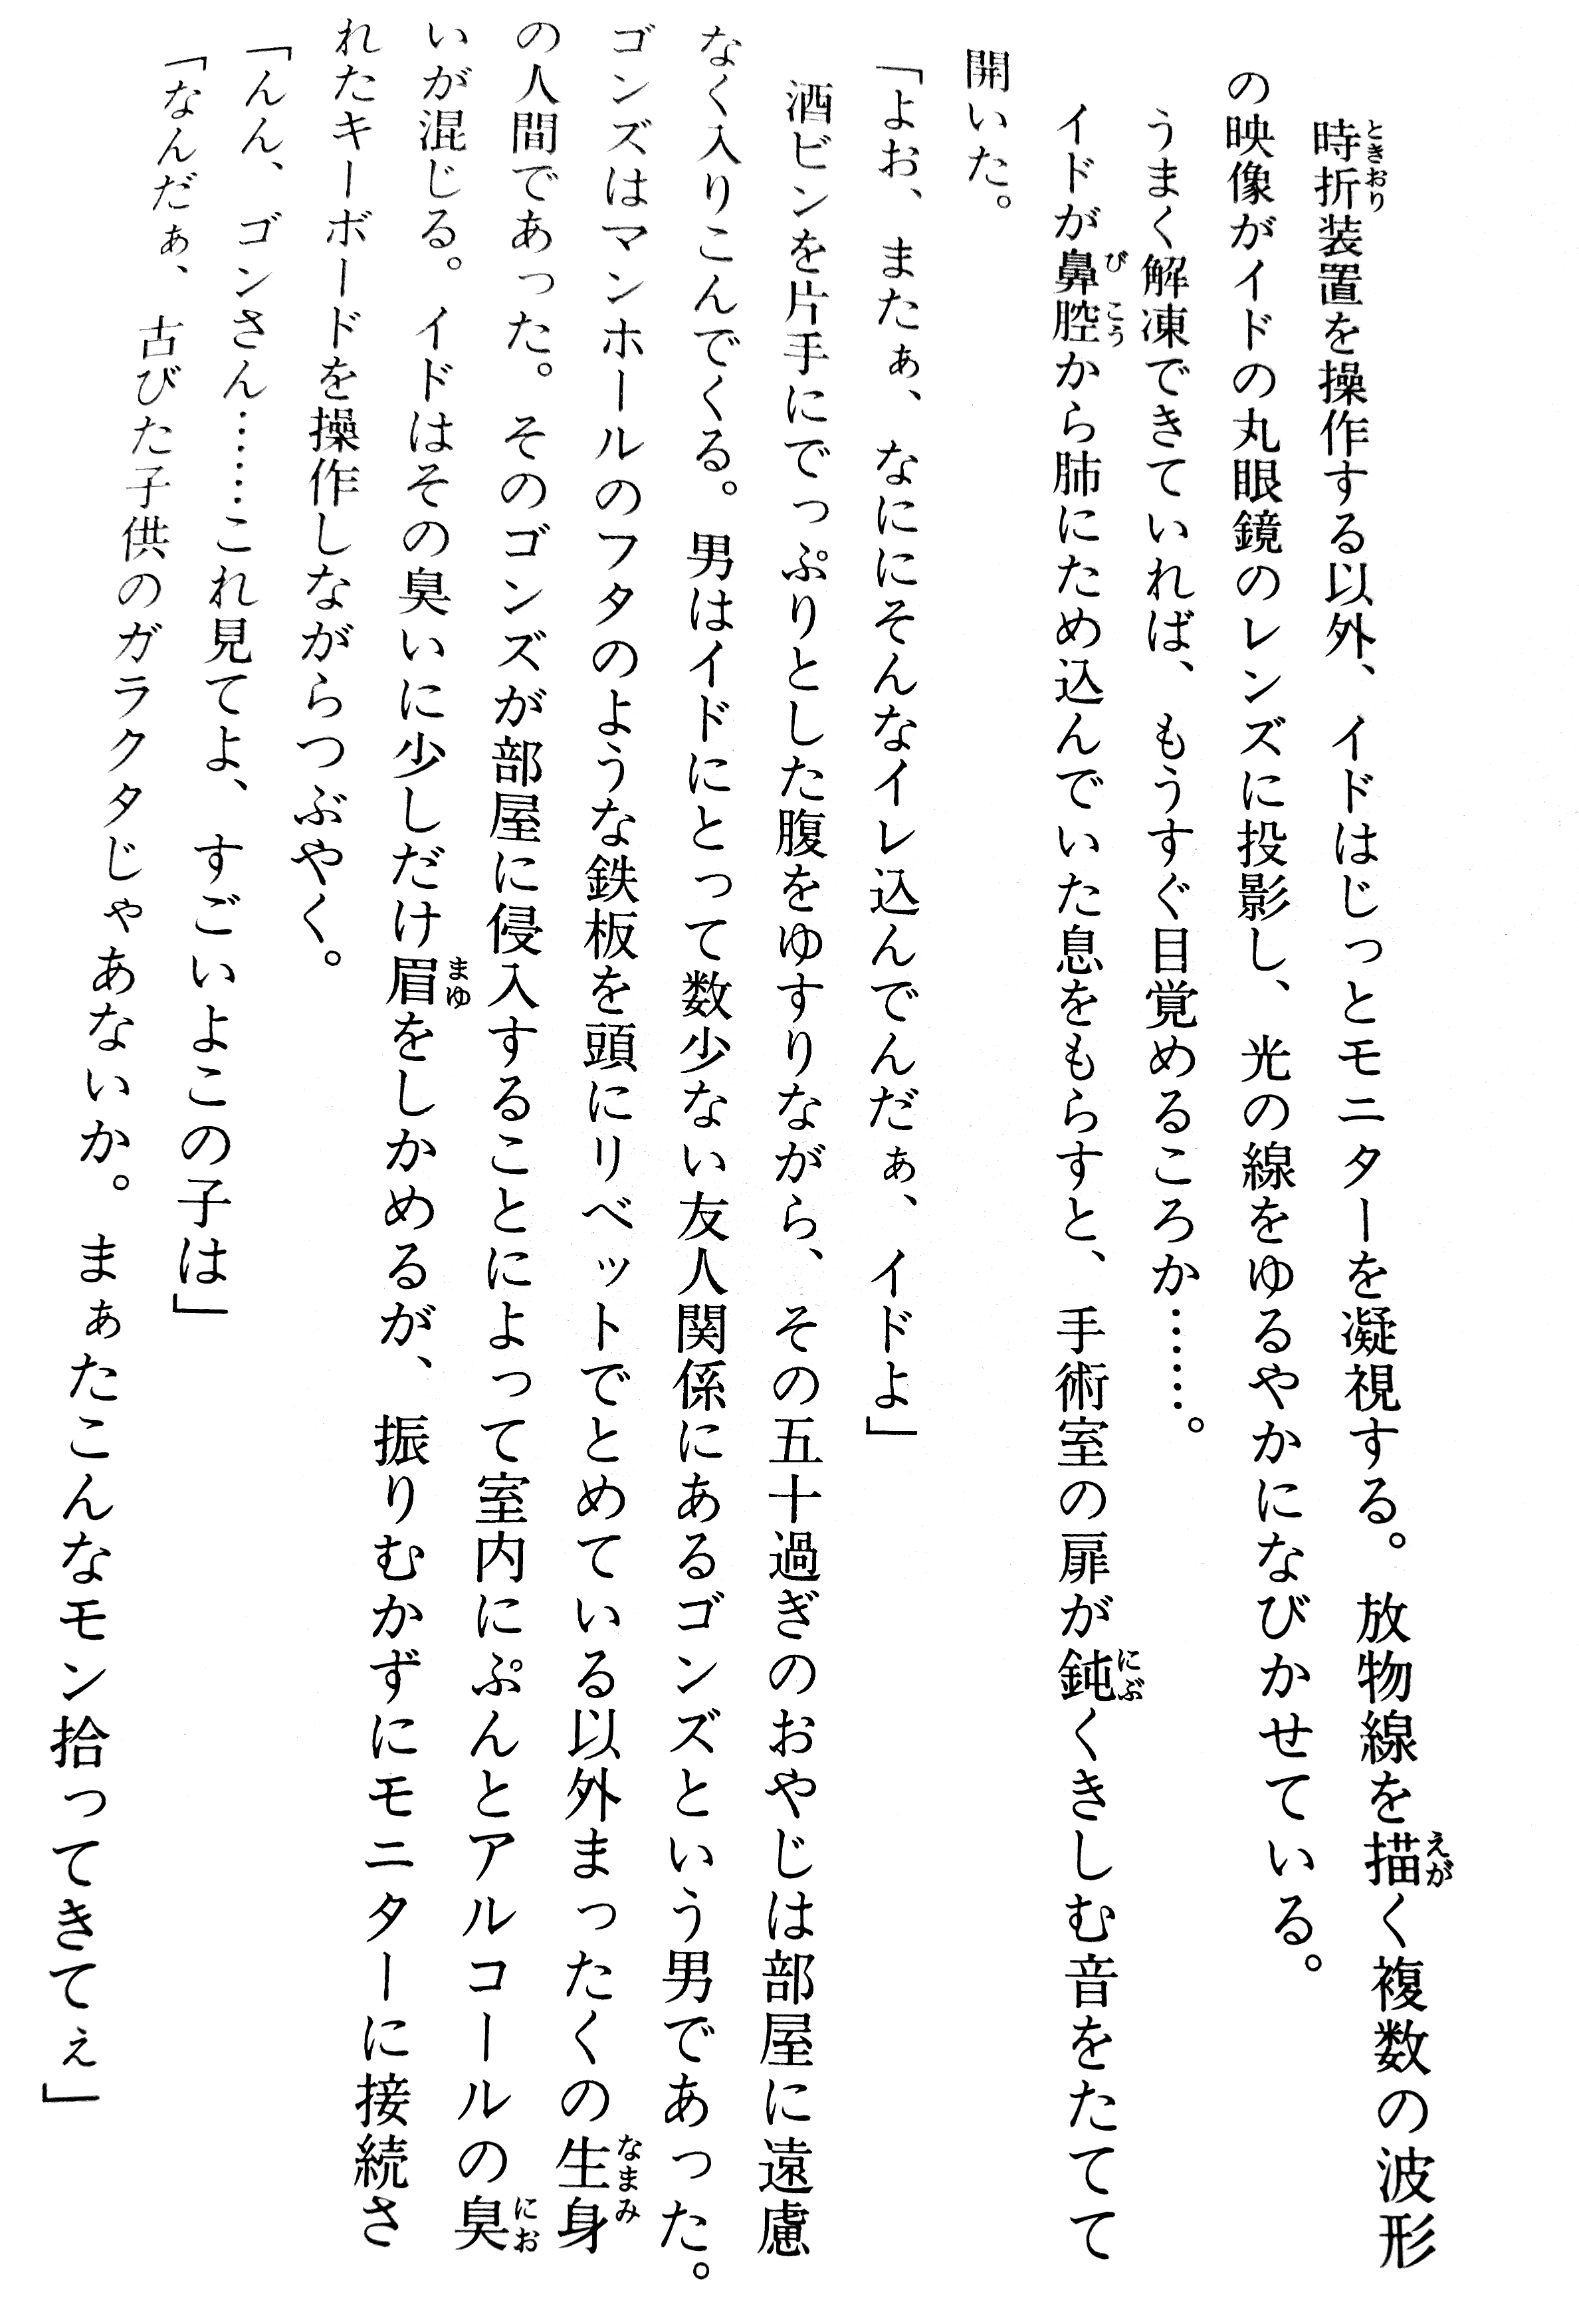 時折装置を操作する以外、イドはじっとモニターを凝視する。放物線を描く複数の波形
の映像がイドの丸眼鏡のレンズに投影し、光の線をゆるやかになびかせている。
うまく解凍できていれば、もうすぐ目覚めるころか……。
イドが鼻腔から肺にため込んでいた息をもらすと、手術室の扉が鈍くきしむ音をたてて
開いた。
「よお、またぁ、なににそんなイレ込んでんだぁ、イドよ」
酒ビンを片手にでっぷりとした腹をゆすりながら、その五十過ぎのおやじは部屋に遠慮
なく入りこんでくる。男はイドにとって数少ない友人関係にあるゴンズという男であった。
ゴンズはマンホールのフタのような鉄板を頭にリベットでとめている以外まったくの生身
の人間であった。そのゴンズが部屋に侵入することによって室内にぷんとアルコールの臭
いが混じる。イドはその臭いに少しだけ眉をしかめるが、振りむかずにモニターに接続さ
れたキーボードを操作しながらつぶやく。
「んん、ゴンさん……これ見てよ、すごいよこの子は」
「なんだぁ、古びた子供のガラクタじゃあないか。まぁたこんなモン拾ってきてぇ」